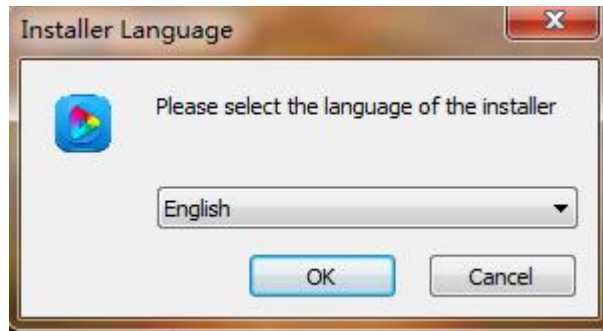 Installer Language
Please select the language of the installer
English
OK
Cancel